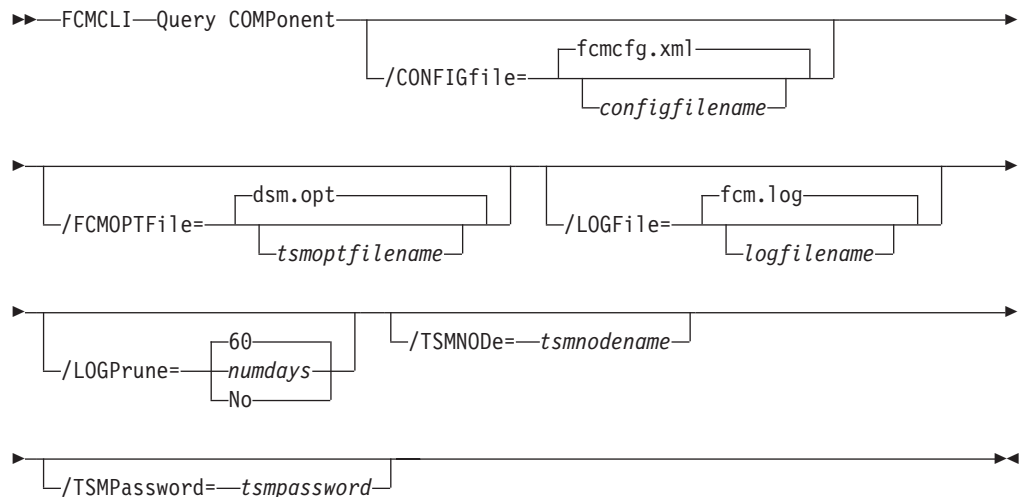 FCMCLI Query COMPonent
fcmcfg.xml
/CONFIGfile=
configfilename
dsm.opt
fcm.log
/FCMOPTFile=
/LOGFile=
tsmoptfilename
logfilename
60
/TSMNODe= tsmnodename
/LOGPrune= numdays
No
/TSMPassword= tsmpassword